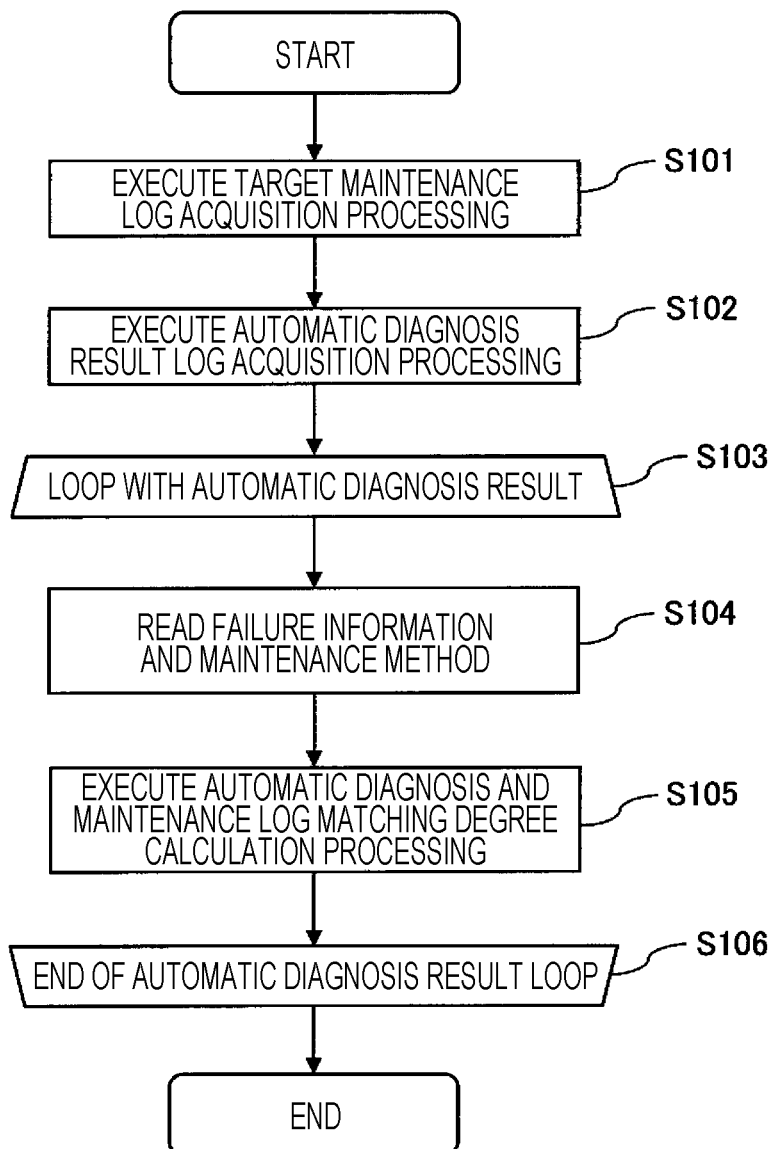 START
EXECUTE TARGET MAINTENANCE
LOG ACQUISITION PROCESSING
S101
EXECUTE AUTOMATIC DIAGNOSIS
RESULT LOG ACQUISITION PROCESSING
S102
LOOP WITH AUTOMATIC DIAGNOSIS RESULT
S103
READ FAILURE INFORMATION
AND MAINTENANCE METHOD
S104
EXECUTE AUTOMATIC DIAGNOSIS AND
MAINTENANCE LOG MATCHING DEGREE
CALCULATION PROCESSING
S105
END OF AUTOMATIC DIAGNOSIS RESULT LOOP
S106
END